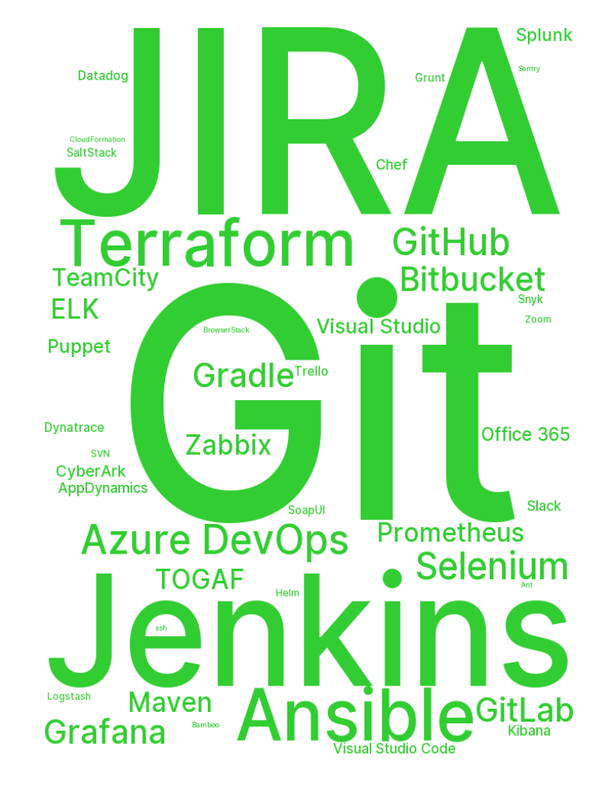 JIRA
Splunk
Sentry
Datadog
Grunt
CloudFormation
SaltStack
Chef
Terraform
GitHub
TeamCity
Bitbucket
ELK
Snyk
Git
Zoom
Visual Studio
BrowserStack
Puppet
Gradle
Trello
Dynatrace
Office 365
Zabbix
SVN
CyberArk
AppDynamics
SoapUI
Slack
Azure DevOps
Prometheus
Selenium
TOGAF
Ant
Helm
Jenkins
ssh
Logstash
Maven
Ansible
GitLab
Bamboo
Grafana
Kibana
Visual Studio Code